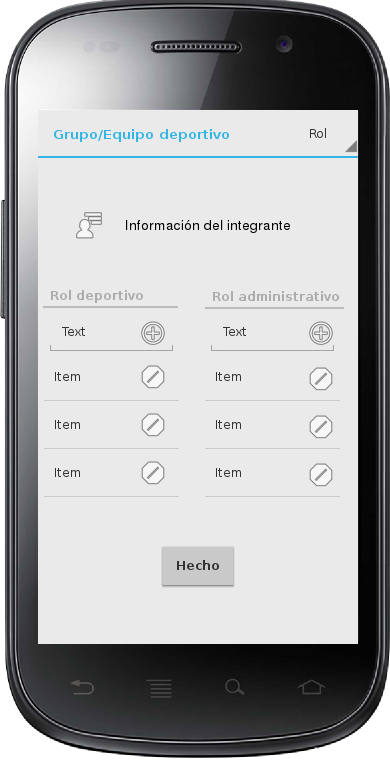 Grupo/Equipo deportivo Rol
Información del integrante
Rol deportivo Rol administrativo
Text Text
Item Item
Item Item
Item Item
Hecho